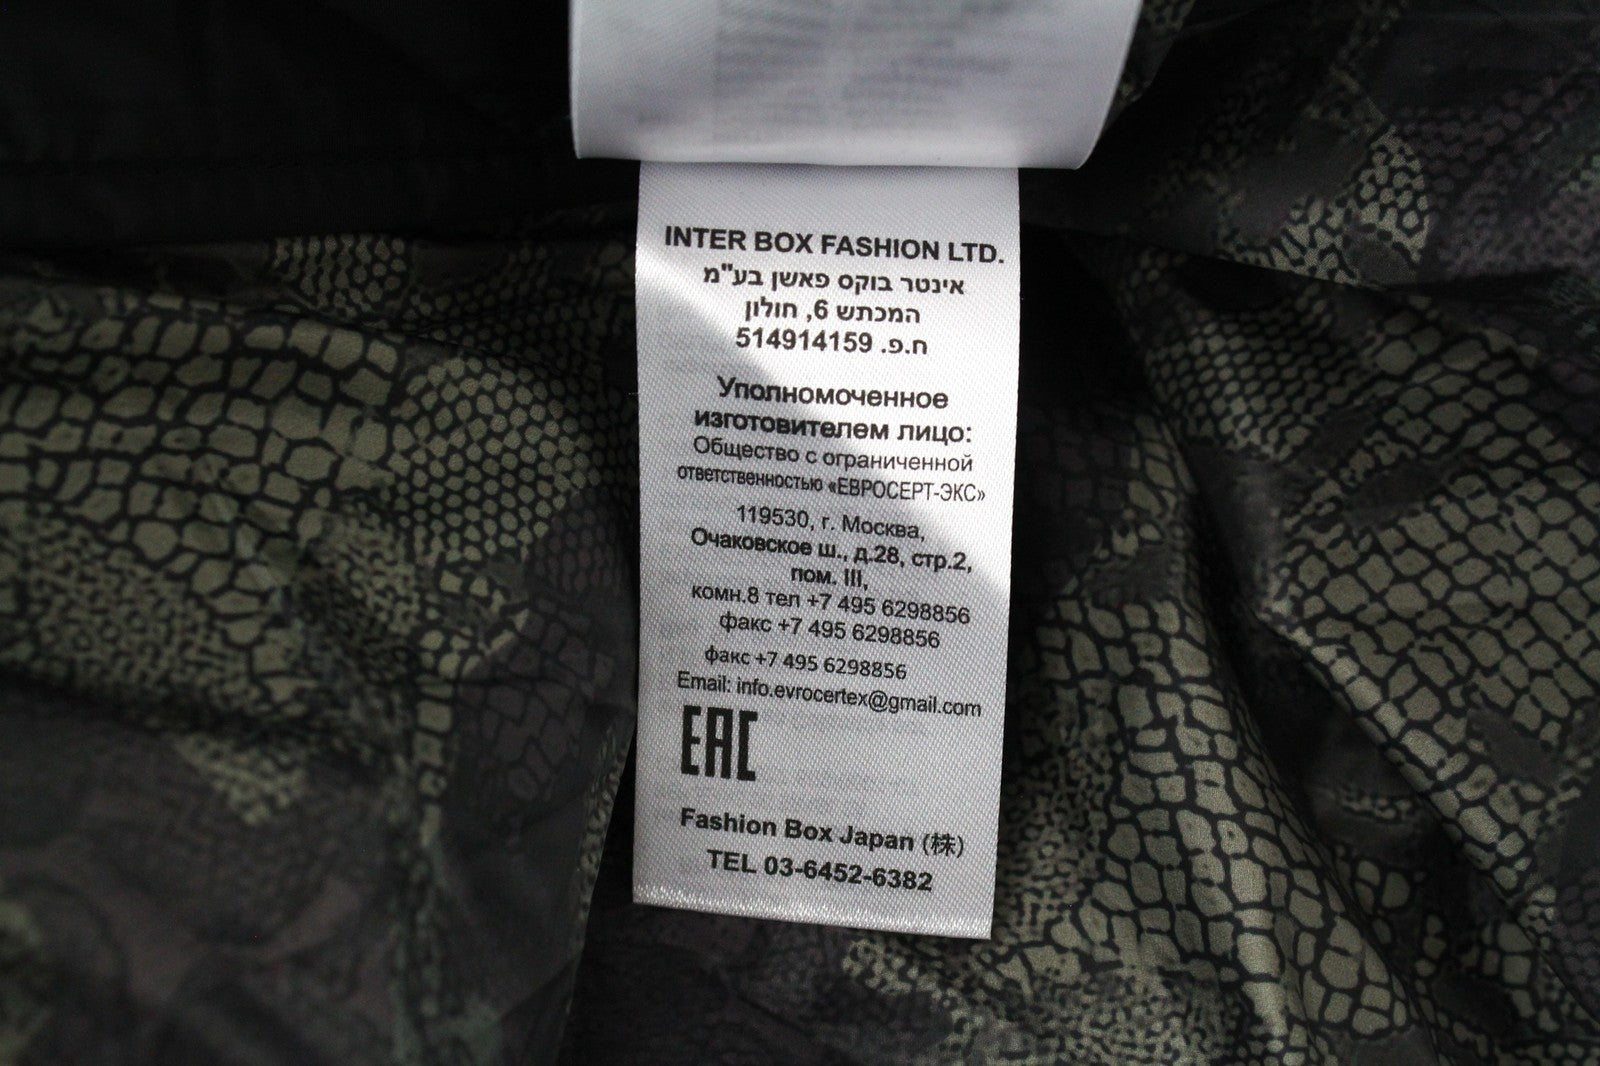 INTER BOX FASHION LTD.
אינטר בוקס פאשן בע"מ
המכתש 6, חולון
ח.פ. 514914159
Уполномоченное
изготовителем лицо:
Общество с ограниченной
ответственностью «ЕВРОСЕРТ-ЭКС»
119530, г. Москва,
Очаковское ш., д.28, стр.2,
пом. III,
комн.8 тел +7 495 6298856
факс +7 495 6298856
факс +7 495 6298856
Email: info.evrocertex@gmail.com
EAC
Fashion Box Japan (株)
TEL 03-6452-6382